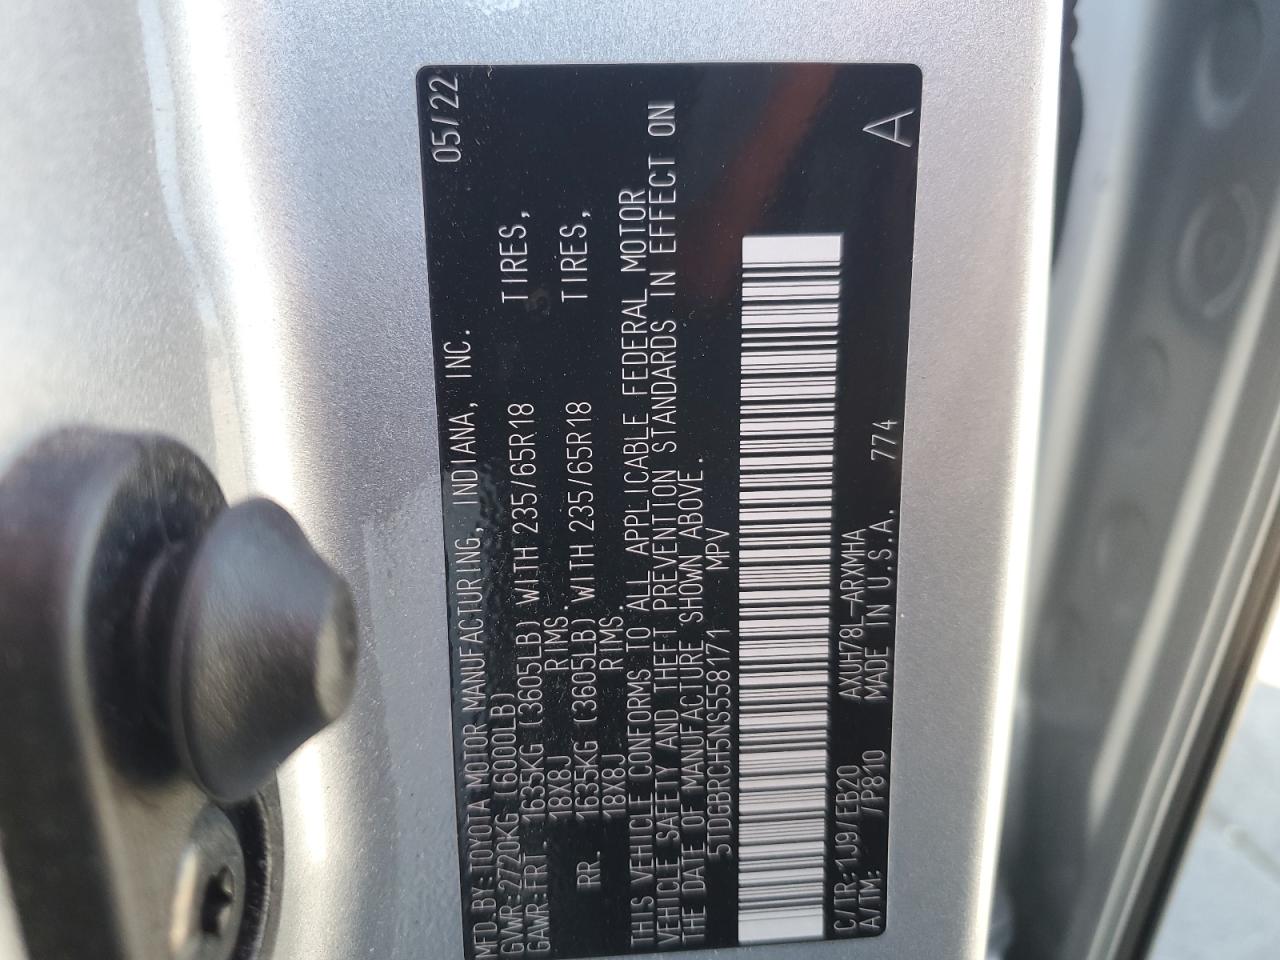 MFD.BY:TOYOTA MOTOR MANUFACTURING, INDIANA, INC. 05/22
GVWR:2720KG (6000LB)
GAWR:FRT. 1635KG (3605LB) WITH 235/65R18 TIRES,
18X8J RIMS.
RR. 1635KG (3605LB) WITH 235/65R18 TIRES,
18X8J RIMS.
THIS VEHICLE CONFORMS TO ALL APPLICABLE FEDERAL MOTOR
VEHICLE SAFETY AND THEFT PREVENTION STANDARDS IN EFFECT ON
THE DATE OF MANUFACTURE SHOWN ABOVE.
5TDGBRCH5NS558171 MPV
C/TR:1J9/EB20 AXUH78L-ARXMHA
A/TM: /P810 MADE IN U.S.A. 774 A